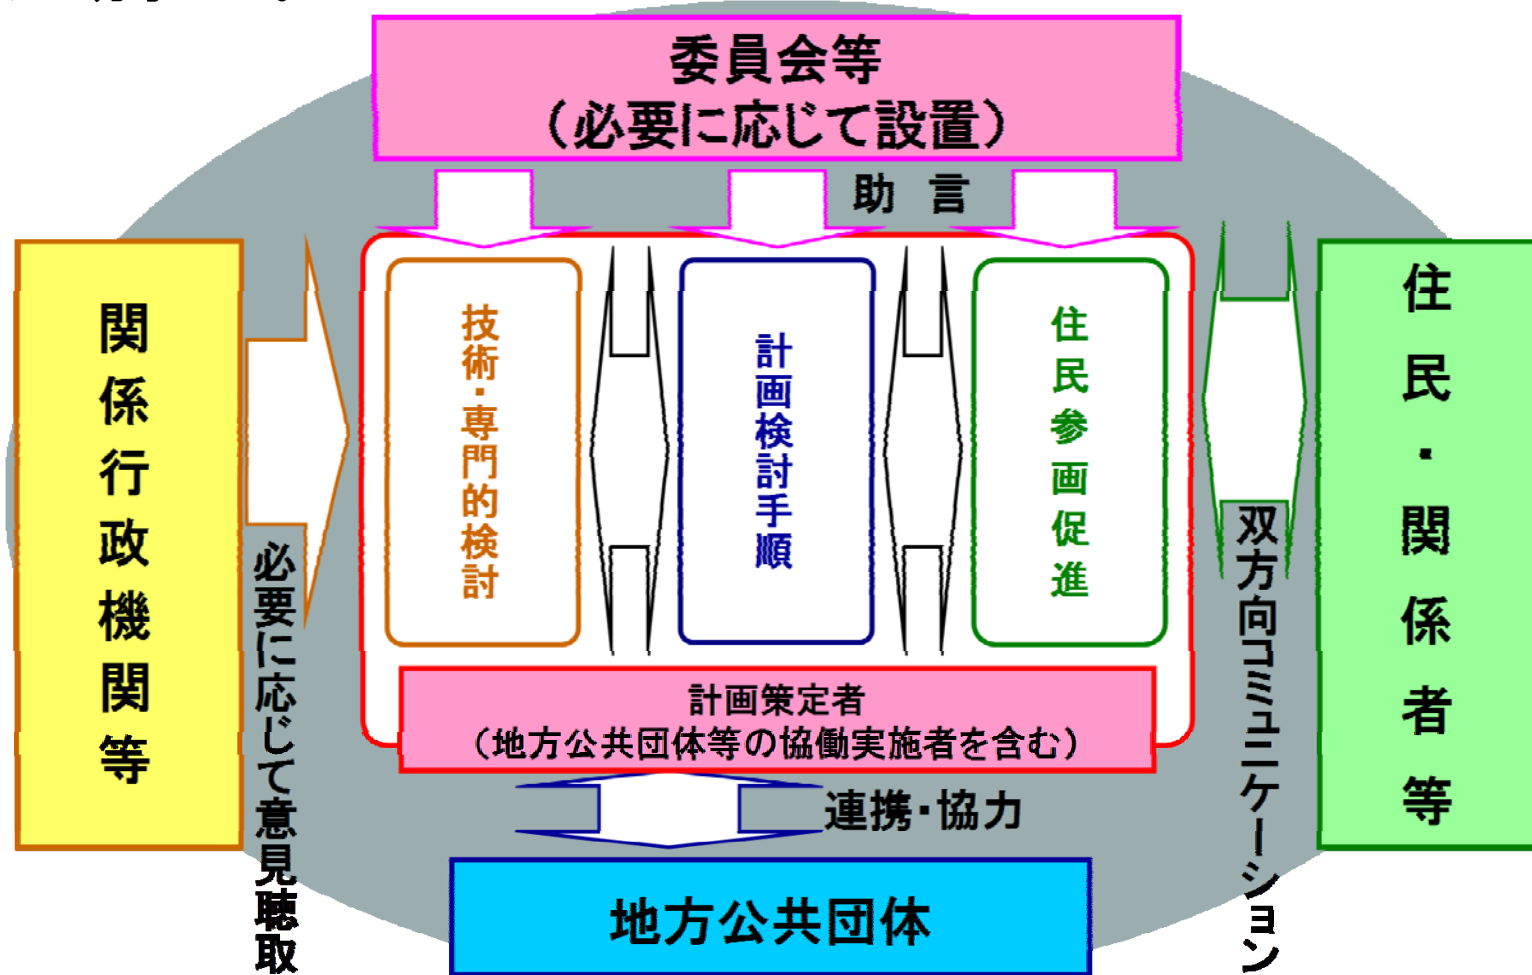 委員会等
（必要に応じて設置）
助　言
関係行政機関等
必要に応じて意見聴取
技術・専門的検討
計画検討手順
住民参画促進
双方向コミュニケーション
住民・関係者等
計画策定者
（地方公共団体等の協働実施者を含む）
連携・協力
地方公共団体